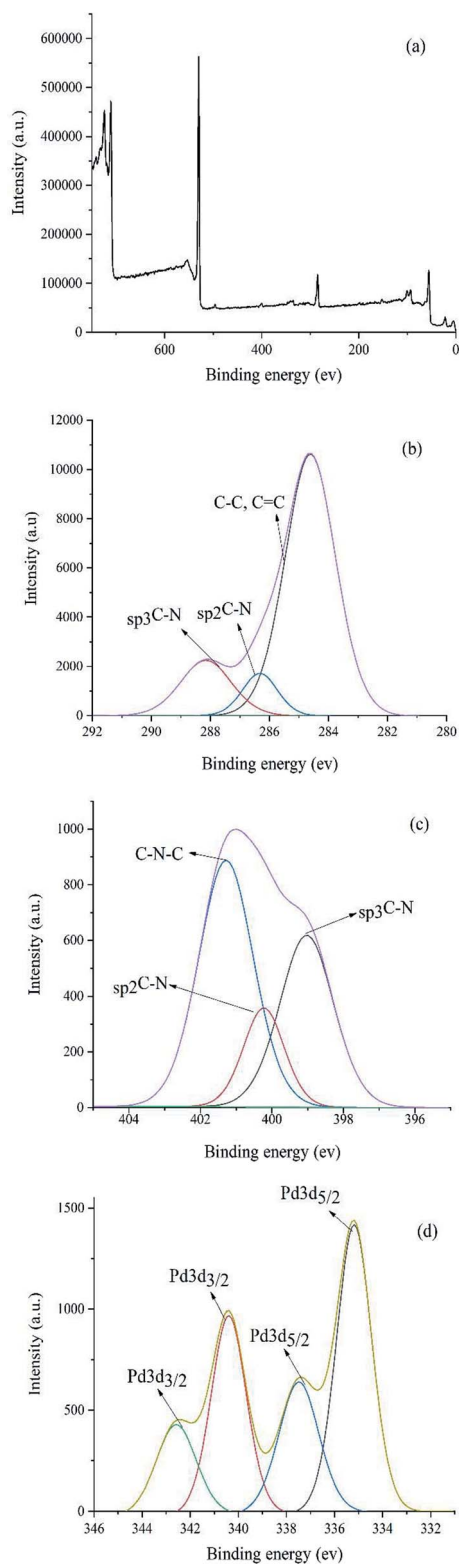 (a)
600000
500000
400000
300000
200000
100000
0
Intensity (a.u.)
600
400
200
0
Binding energy (ev)
(b)
12000
10000
8000
6000
4000
2000
0
Intensity (a.u)
C-C, C=C
sp2C-N
sp3C-N
292
290
288
286
284
282
280
Binding energy (ev)
(c)
1000
800
600
400
200
0
Intensity (a.u.)
C-N-C
sp3C-N
sp2C-N
404
402
400
398
396
Binding energy (ev)
(d)
1500
1000
500
0
Intensity (a.u.)
Pd3d5/2
Pd3d3/2
Pd3d5/2
Pd3d3/2
346
344
342
340
338
336
334
332
Binding energy (ev)